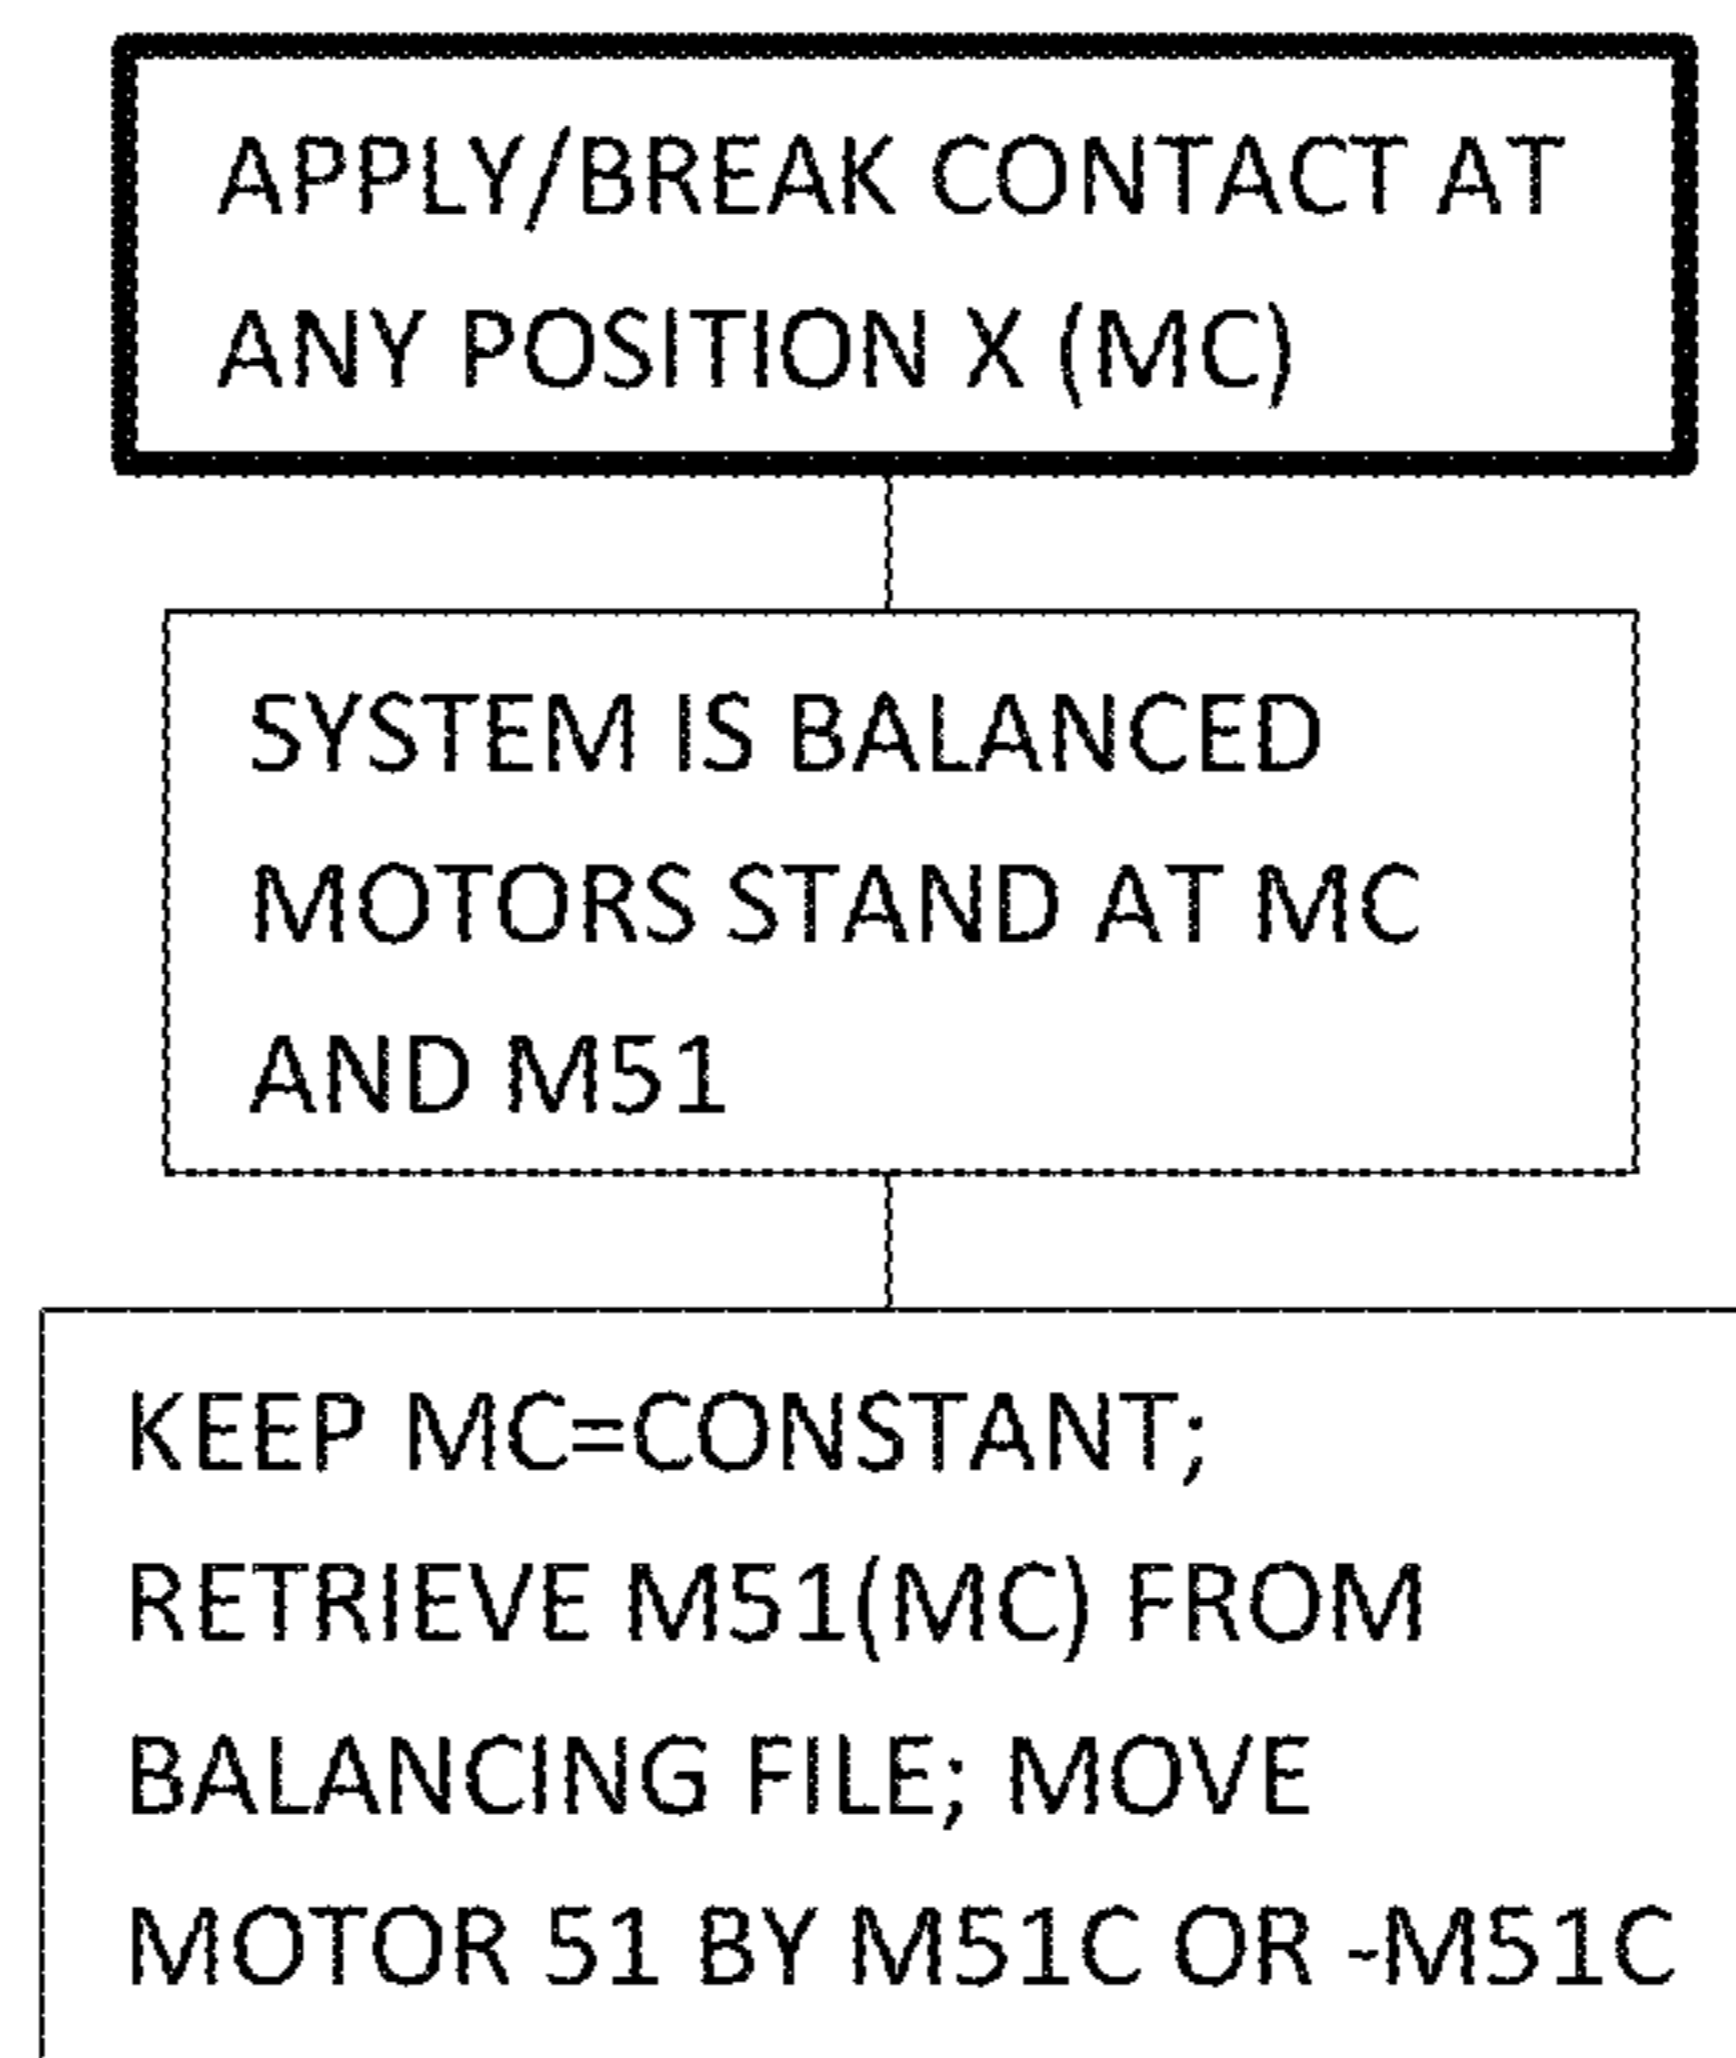 APPLY/BREAK CONTACT AT
ANY POSITION X (MC)
SYSTEM IS BALANCED
MOTORS STAND AT MC
AND M51
KEEP MC=CONSTANT;
RETRIEVE M51(MC) FROM
BALANCING FILE; MOVE
MOTOR 51 BY M51C OR -M51C